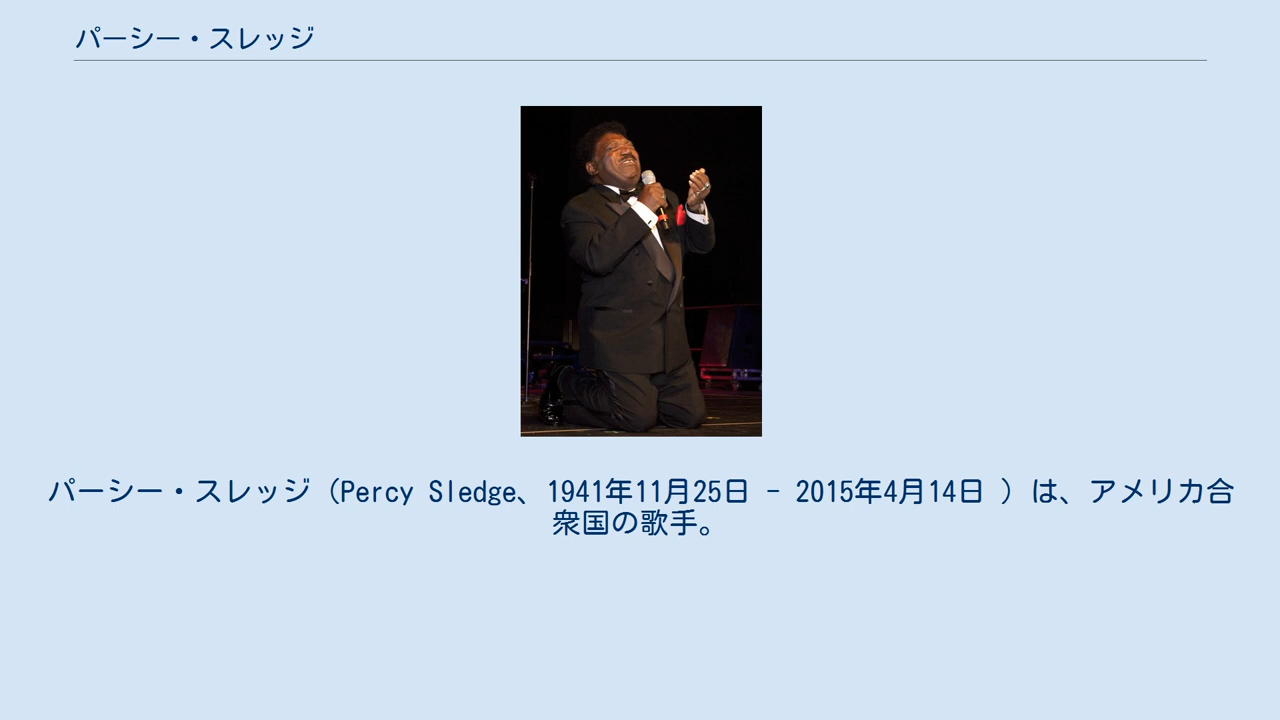 パーシー・スレッジ
パーシー・スレッジ（Percy Sledge、1941年11月25日 - 2015年4月14日 ）は、アメリカ合
衆国の歌手。